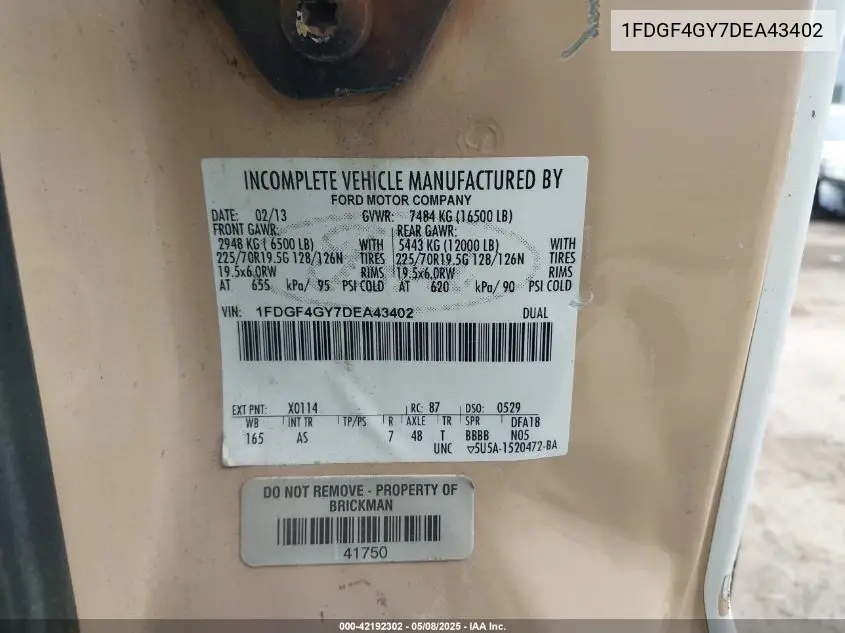 1FDGF4GY7DEA43402
INCOMPLETE VEHICLE MANUFACTURED BY
FORD MOTOR COMPANY
DATE: 02/13 GVWR: 7484 KG (16500 LB)
FRONT GAWR: REAR GAWR:
2948 KG ( 6500 LB) WITH 5443 KG (12000 LB) WITH
225/70R19.5G 128/126N TIRES 225/70R19.5G 128/126N TIRES
19.5x6.0RW RIMS 19.5x6.0RW RIMS
AT 655 kPa/ 95 PSI COLD AT 620 kPa/ 90 PSI COLD
VIN: 1FDGF4GY7DEA43402 DUAL
EXT PNT: X0114 RC: 87 DSO: 0529
WB INT TR TP/PS R AXLE TR SPR DFA18
165 AS 7 48 T BBBB N05
UNC ▽5U5A-1520472-BA
DO NOT REMOVE - PROPERTY OF
BRICKMAN
41750
000-42192302 - 05/08/2025 - IAA Inc.